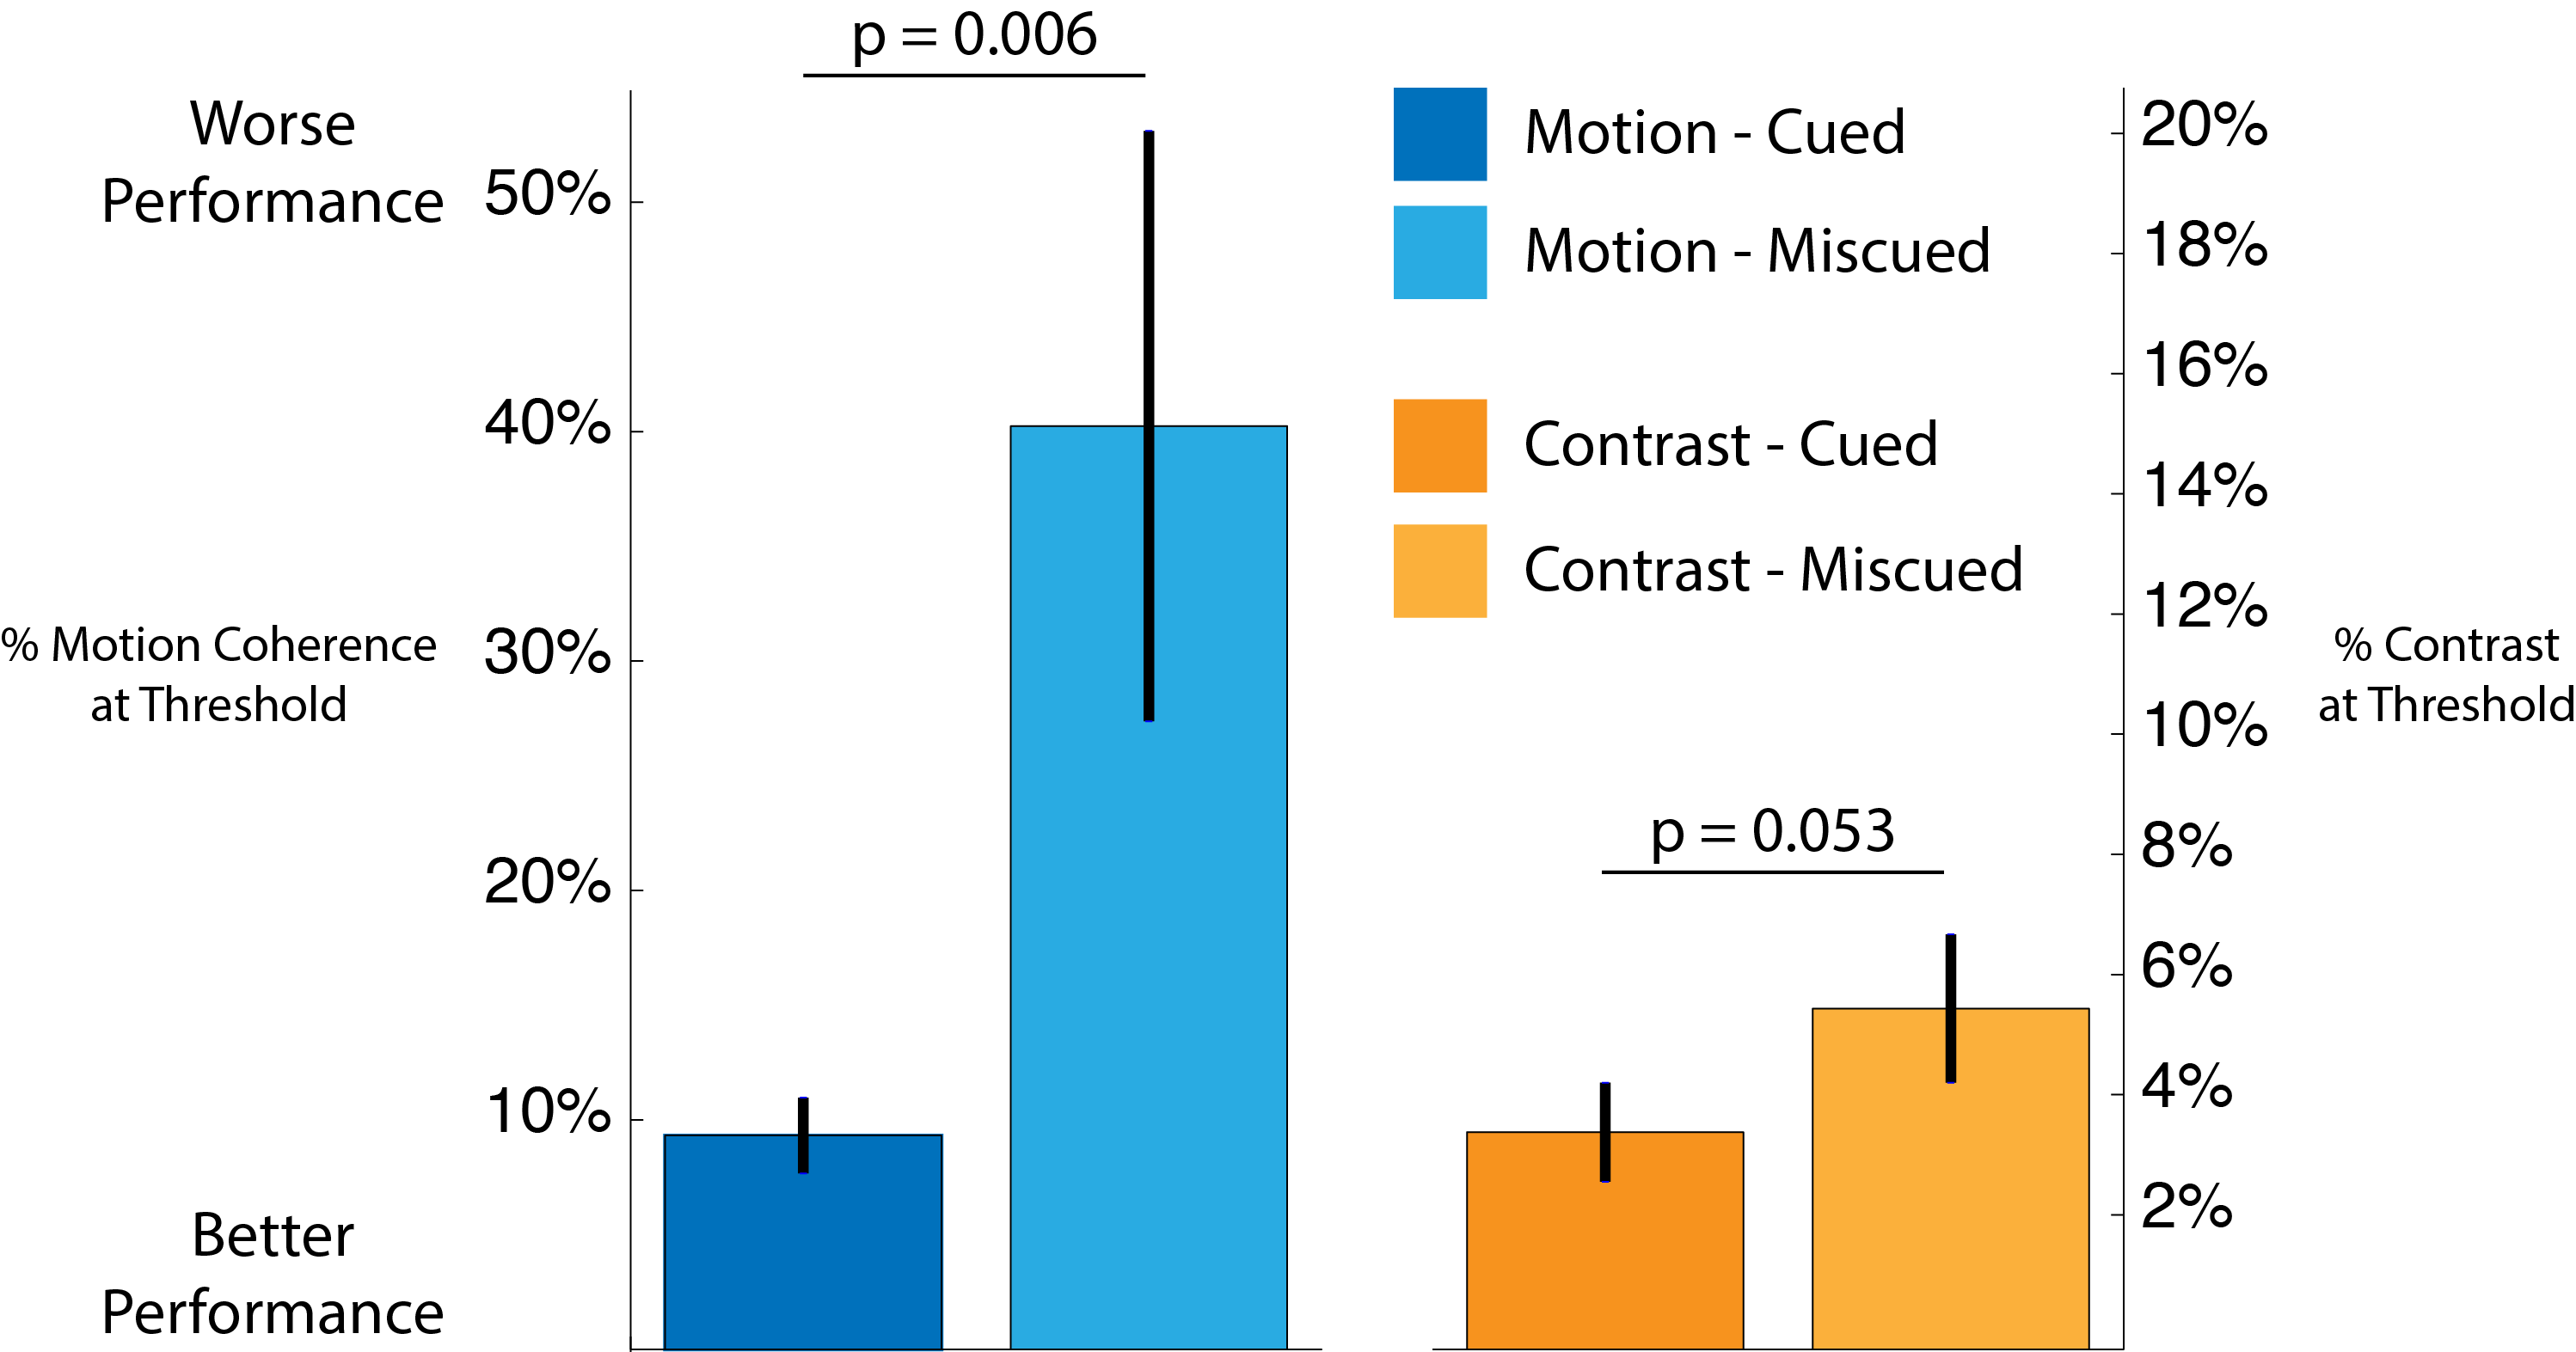 p = 0.006
Worse
Performance
50%
40%
30%
20%
10%
% Motion Coherence
at Threshold
Better
Performance
Motion - Cued
Motion - Miscued
Contrast - Cued
Contrast - Miscued
p = 0.053
20%
18%
16%
14%
12%
10%
8%
6%
4%
2%
% Contrast
at Threshold